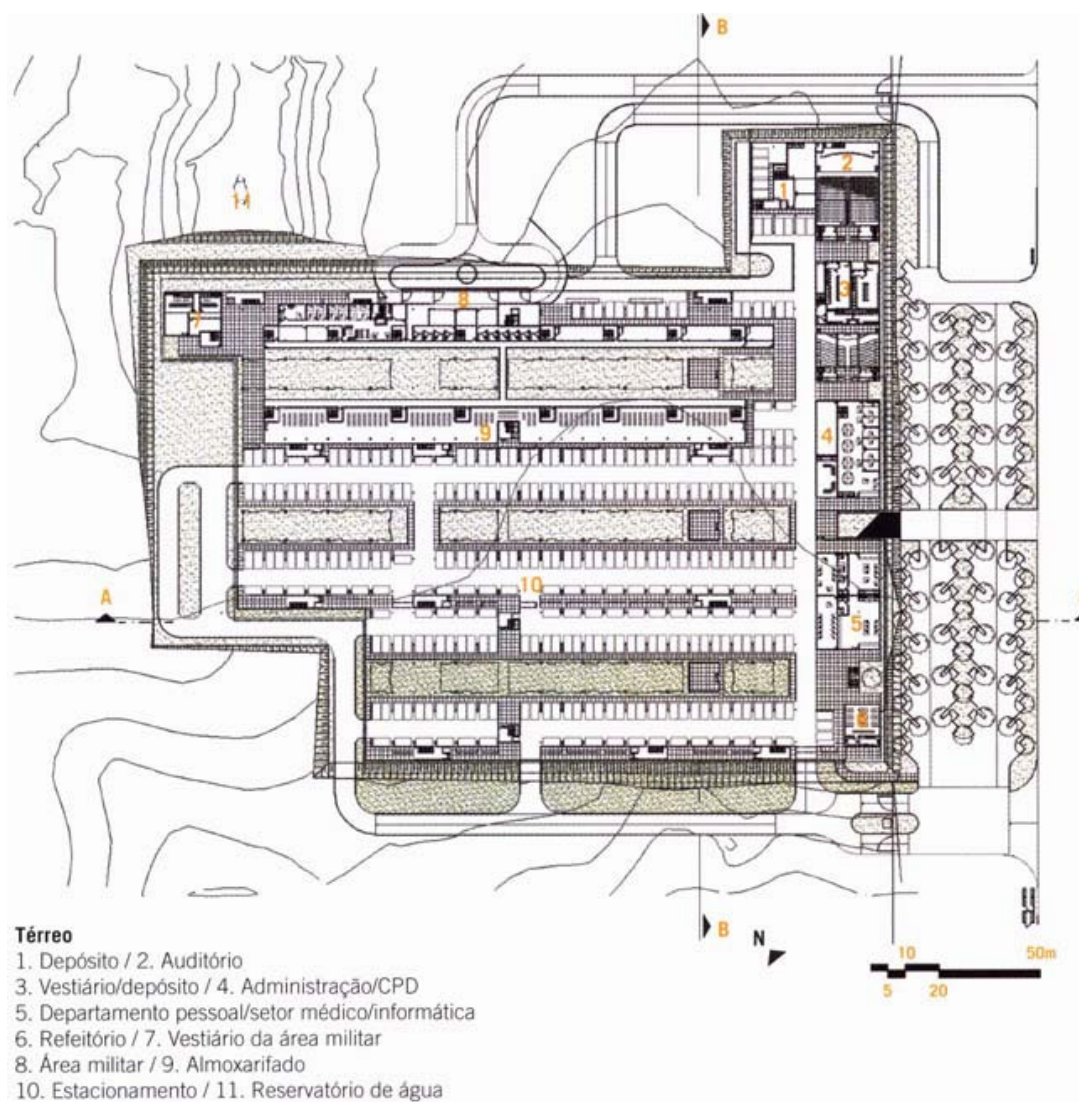 B
2
1
11
3
8
7
4
9
A
10
5
6
B
N
10
50m
5
20
Térreo
1. Depósito / 2. Auditório
3. Vestiário/depósito / 4. Administração/CPD
5. Departamento pessoal/setor médico/informática
6. Refeitório / 7. Vestiário da área militar
8. Área militar / 9. Almoxarifado
10. Estacionamento / 11. Reservatório de água